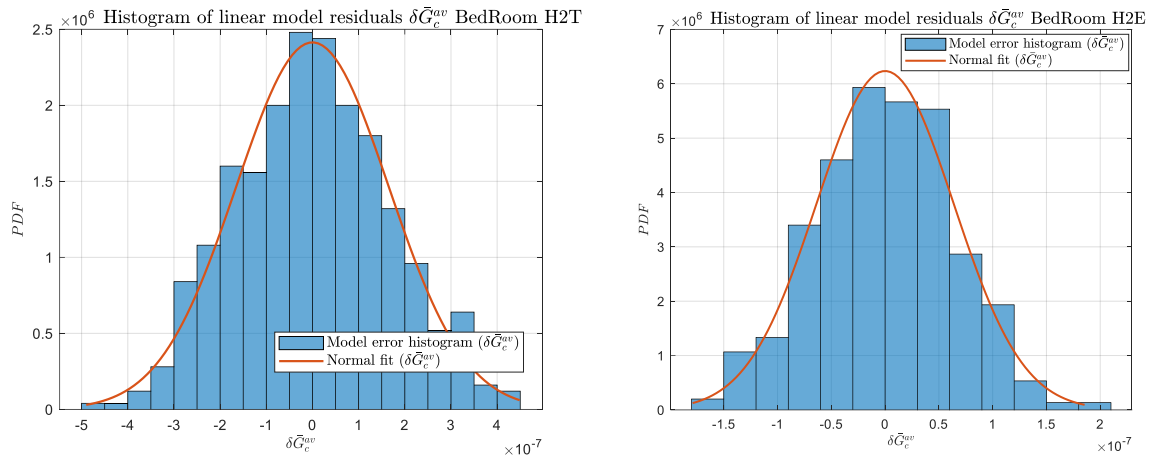 ×10⁶ Histogram of linear model residuals δḠ_c^{av} BedRoom H2T
2.5
2
1.5
1
0.5
0
PDF
Model error histogram (δḠ_c^{av})
Normal fit (δḠ_c^{av})
-5 -4 -3 -2 -1 0 1 2 3 4
δḠ_c^{av}
×10⁻⁷
×10⁶ Histogram of linear model residuals δḠ_c^{av} BedRoom H2E
7
6
5
4
3
2
1
0
PDF
Model error histogram (δḠ_c^{av})
Normal fit (δḠ_c^{av})
-1.5 -1 -0.5 0 0.5 1 1.5 2
δḠ_c^{av}
×10⁻⁷